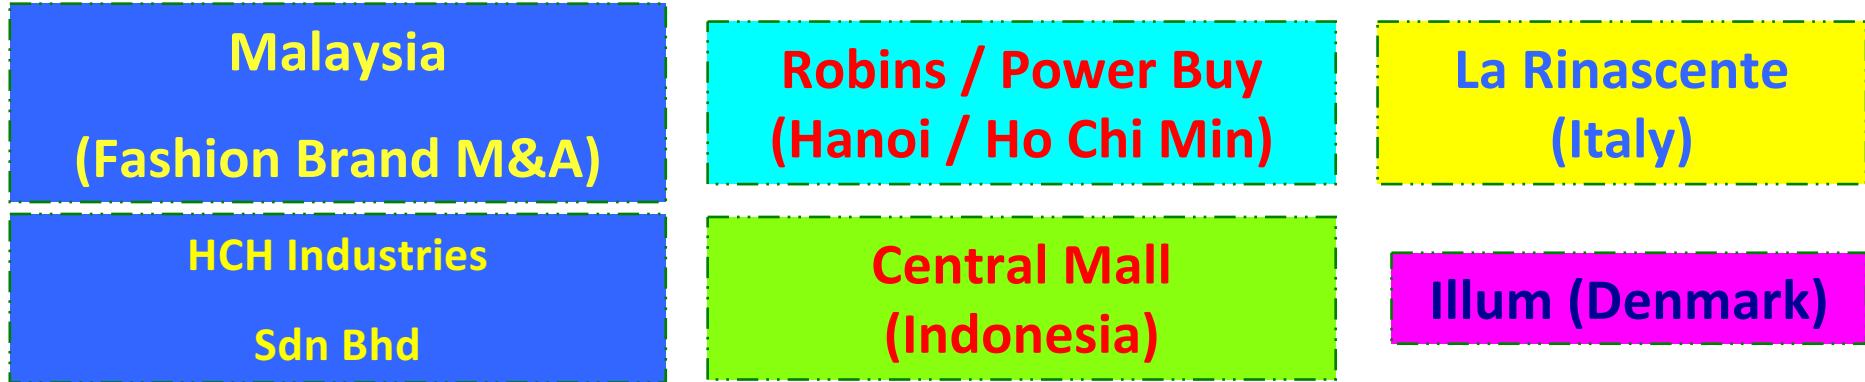 Malaysia
(Fashion Brand M&A)
HCH Industries
Sdn Bhd
Robins / Power Buy
(Hanoi / Ho Chi Min)
Central Mall
(Indonesia)
La Rinascente
(Italy)
Illum (Denmark)